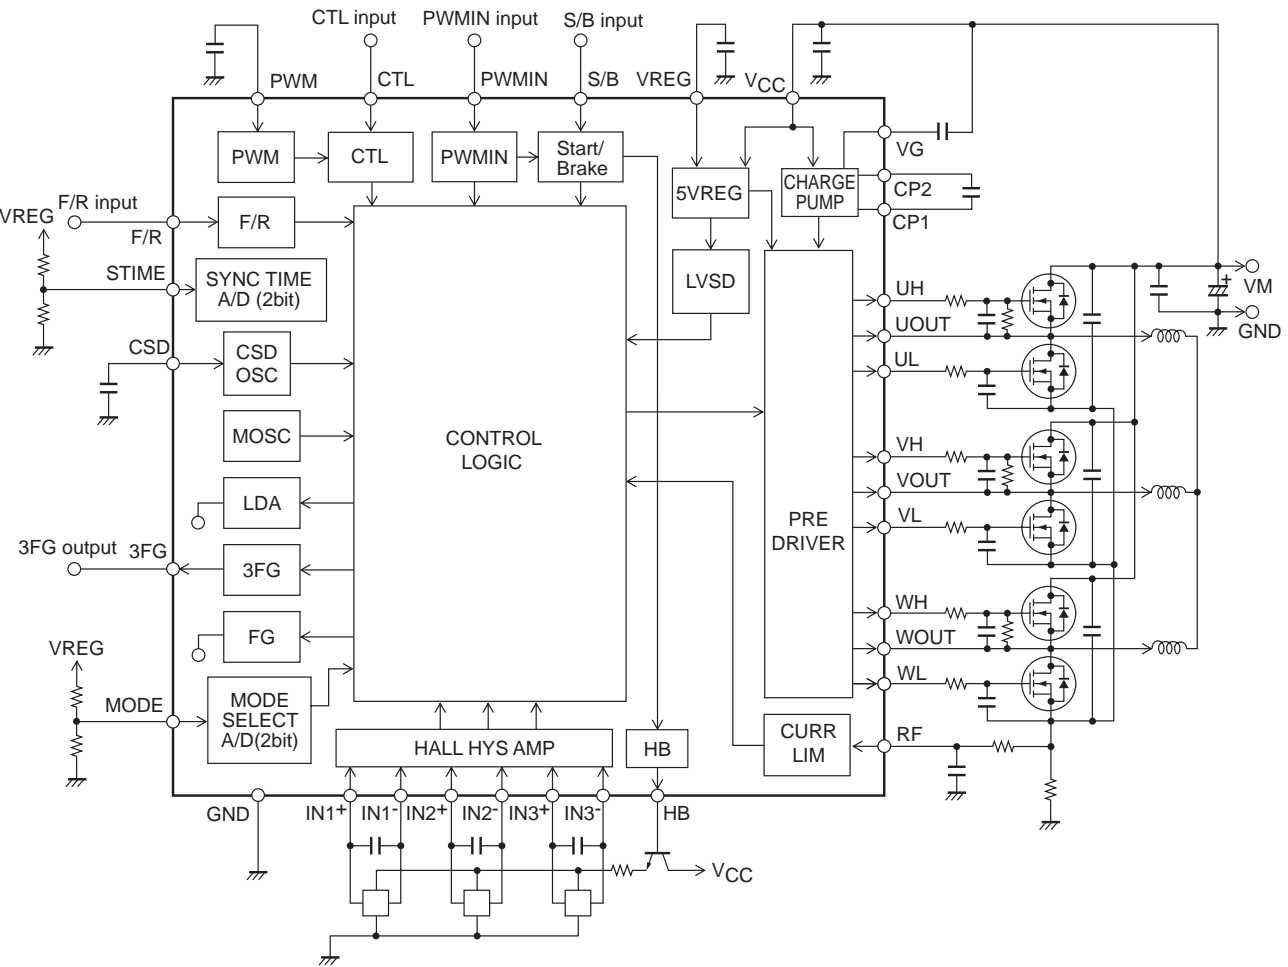 CTL input
PWMIN input
S/B input
PWM
CTL
PWMIN
S/B
VREG
VCC
PWM
CTL
PWMIN
Start/
Brake
5VREG
CHARGE
PUMP
VG
CP2
CP1
F/R input
VREG
F/R
F/R
STIME
SYNC TIME
A/D (2bit)
LVSD
UH
UOUT
UL
VM
GND
CSD
CSD
OSC
MOSC
CONTROL
LOGIC
VH
VOUT
VL
LDA
PRE
DRIVER
3FG output
3FG
3FG
FG
WH
WOUT
WL
VREG
MODE
MODE
SELECT
A/D(2bit)
HALL HYS AMP
HB
CURR
LIM
RF
GND
IN1+
IN1-
IN2+
IN2-
IN3+
IN3-
HB
VCC
+